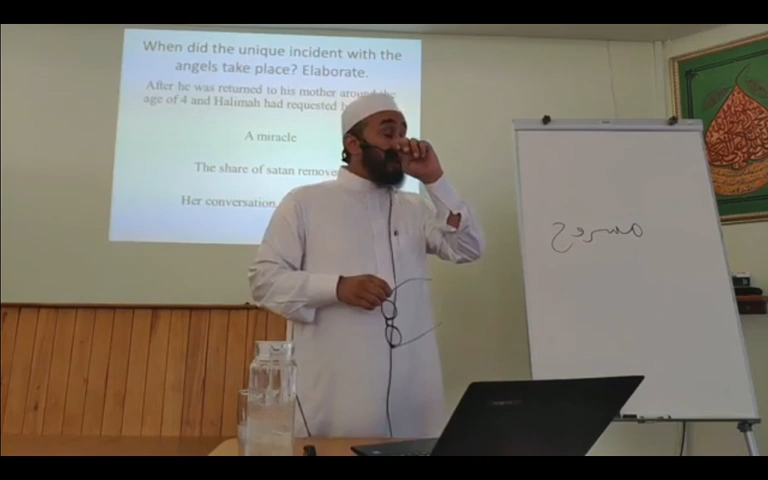 When did the unique incident with the
angels take place? Elaborate.
After he was returned to his mother around the
age of 4 and Halimah had requested
A miracle
The share of satan remove
Her conversation
مسروح